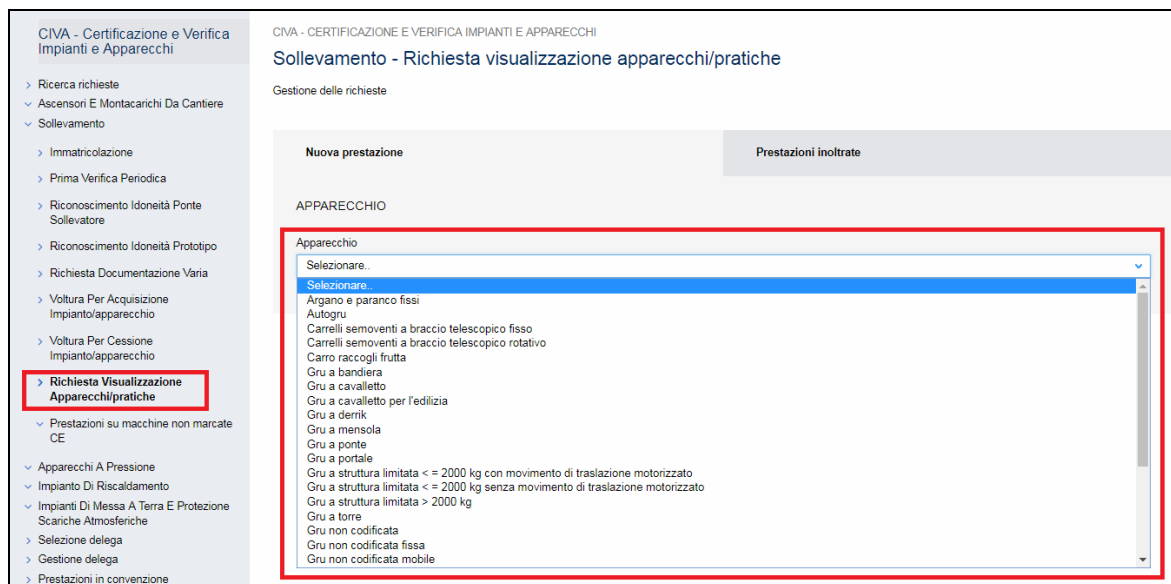 CIVA - Certificazione e Verifica
Impianti e Apparecchi
Ricerca richieste
Ascensori E Montacarichi Da Cantiere
Sollevamento
Immatricolazione
Prima Verifica Periodica
Riconoscimento Idoneità Ponte
Sollevatore
Riconoscimento Idoneità Prototipo
Richiesta Documentazione Varia
Voltura Per Acquisizione
Impianto/apparecchio
Voltura Per Cessione
Impianto/apparecchio
Richiesta Visualizzazione
Apparecchi/pratiche
Prestazioni su macchine non marcate
CE
Apparecchi A Pressione
Impianto Di Riscaldamento
Impianti Di Messa A Terra E Protezione
Scariche Atmosferiche
Selezione delega
Gestione delega
Prestazioni in convenzione
CIVA - CERTIFICAZIONE E VERIFICA IMPIANTI E APPARECCHI
Sollevamento - Richiesta visualizzazione apparecchi/pratiche
Gestione delle richieste
Nuova prestazione
Prestazioni inoltrate
APPARECCHIO
Apparecchio
Selezionare..
Selezionare..
Argano e paranco fissi
Autogru
Carrelli semoventi a braccio telescopico fisso
Carrelli semoventi a braccio telescopico rotativo
Carro raccogli frutta
Gru a bandiera
Gru a cavalletto
Gru a cavalletto per l'edilizia
Gru a derrik
Gru a mensola
Gru a ponte
Gru a portale
Gru a struttura limitata < = 2000 kg con movimento di traslazione motorizzato
Gru a struttura limitata < = 2000 kg senza movimento di traslazione motorizzato
Gru a struttura limitata > 2000 kg
Gru a torre
Gru non codificata
Gru non codificata fissa
Gru non codificata mobile